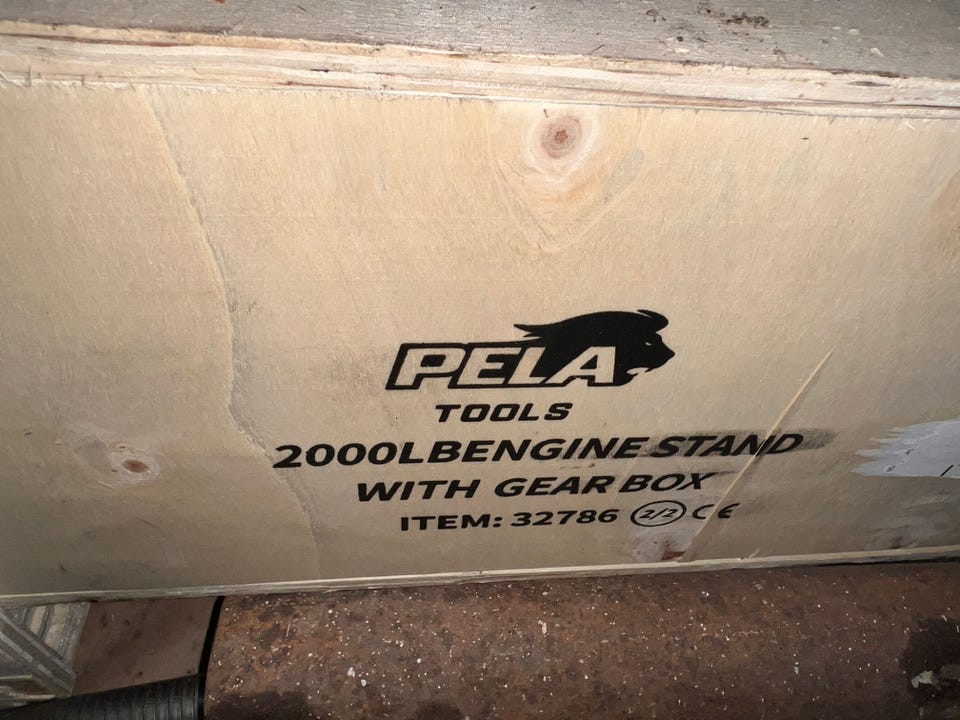 PELA
TOOLS
2000LBENGINE STAND
WITH GEAR BOX
ITEM: 32786 2/2 CE